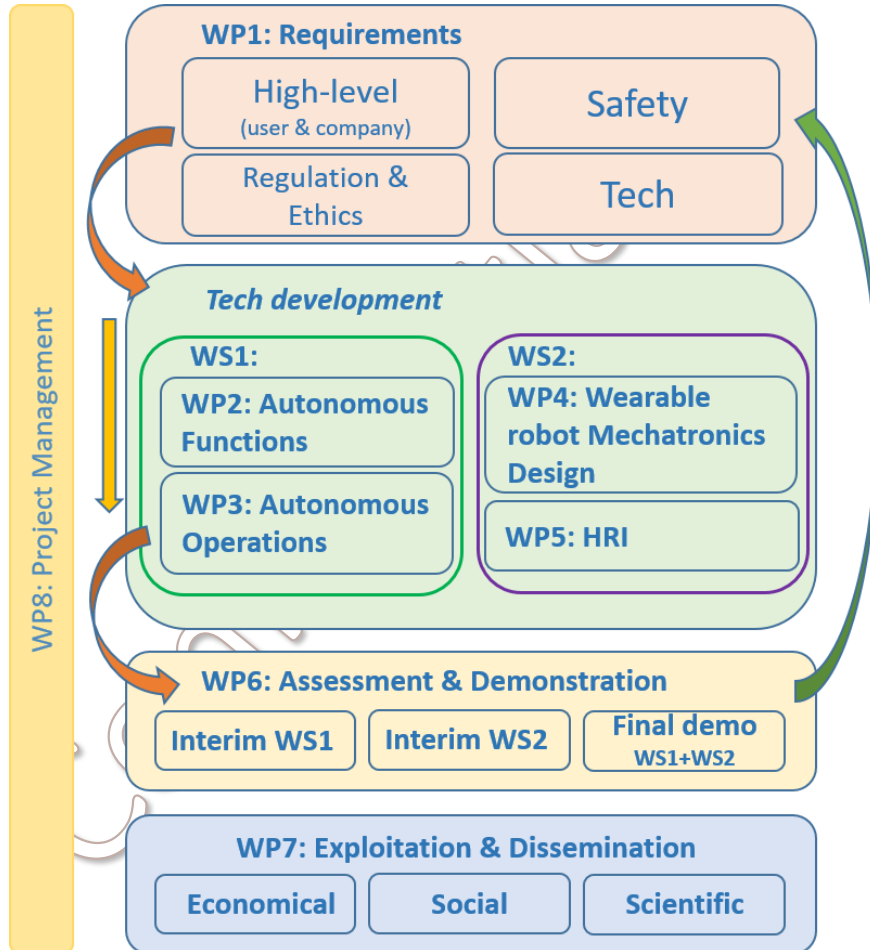 WP8: Project Management
WP1: Requirements
High-level
(user & company)
Safety
Regulation &
Ethics
Tech
Tech development
WS1:
WP2: Autonomous
Functions
WP3: Autonomous
Operations
WS2:
WP4: Wearable
robot Mechatronics
Design
WP5: HRI
WP6: Assessment & Demonstration
Interim WS1
Interim WS2
Final demo
WS1+WS2
WP7: Exploitation & Dissemination
Economical
Social
Scientific